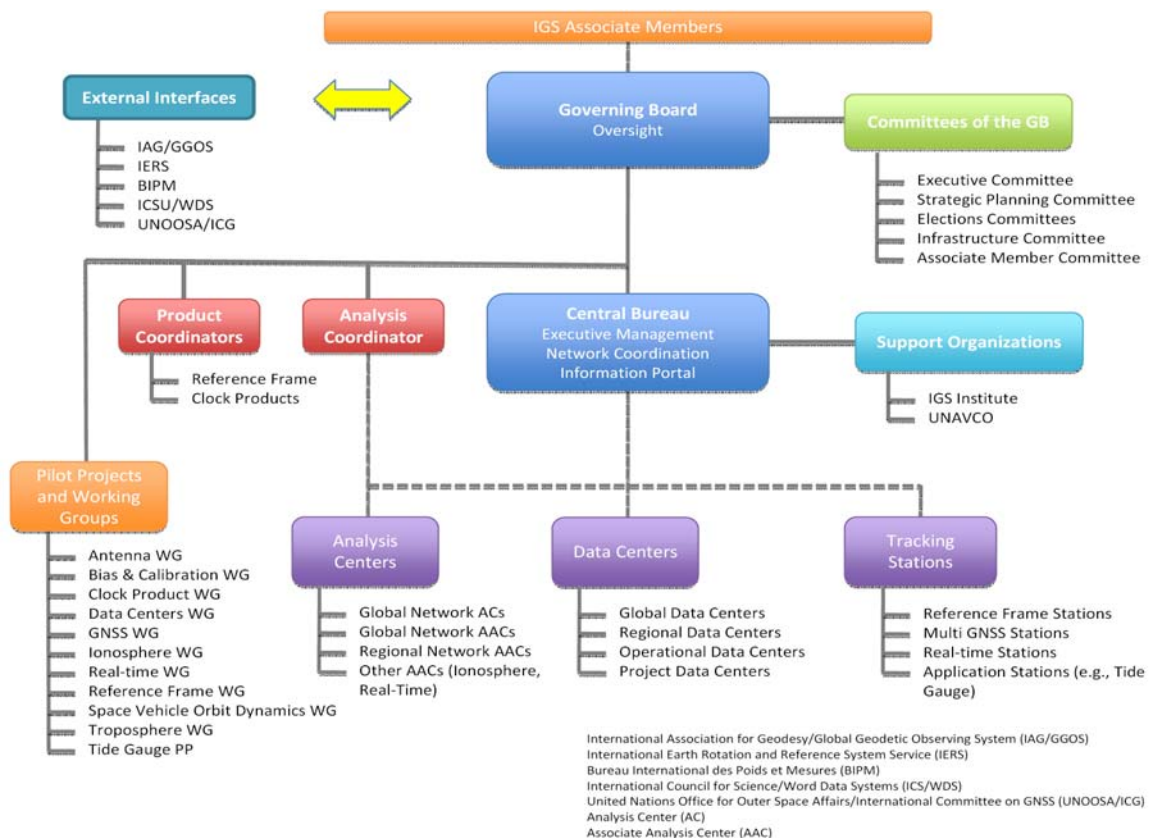 IGS Associate Members
External Interfaces
IAG/GGOS
IERS
BIPM
ICSU/WDS
UNOOSA/ICG
Governing Board
Oversight
Committees of the GB
Executive Committee
Strategic Planning Committee
Elections Committees
Infrastructure Committee
Associate Member Committee
Product
Coordinators
Reference Frame
Clock Products
Analysis
Coordinator
Central Bureau
Executive Management
Network Coordination
Information Portal
Support Organizations
IGS Institute
UNAVCO
Pilot Projects
and Working
Groups
Antenna WG
Bias & Calibration WG
Clock Product WG
Data Centers WG
GNSS WG
Ionosphere WG
Real-time WG
Reference Frame WG
Space Vehicle Orbit Dynamics WG
Troposphere WG
Tide Gauge PP
Analysis
Centers
Global Network ACs
Global Network AACs
Regional Network AACs
Other AACs (Ionosphere,
Real-Time)
Data Centers
Global Data Centers
Regional Data Centers
Operational Data Centers
Project Data Centers
Tracking
Stations
Reference Frame Stations
Multi GNSS Stations
Real-time Stations
Application Stations (e.g., Tide
Gauge)
International Association for Geodesy/Global Geodetic Observing System (IAG/GGOS)
International Earth Rotation and Reference System Service (IERS)
Bureau International des Poids et Mesures (BIPM)
International Council for Science/Word Data Systems (ICS/WDS)
United Nations Office for Outer Space Affairs/International Committee on GNSS (UNOOSA/ICG)
Analysis Center (AC)
Associate Analysis Center (AAC)